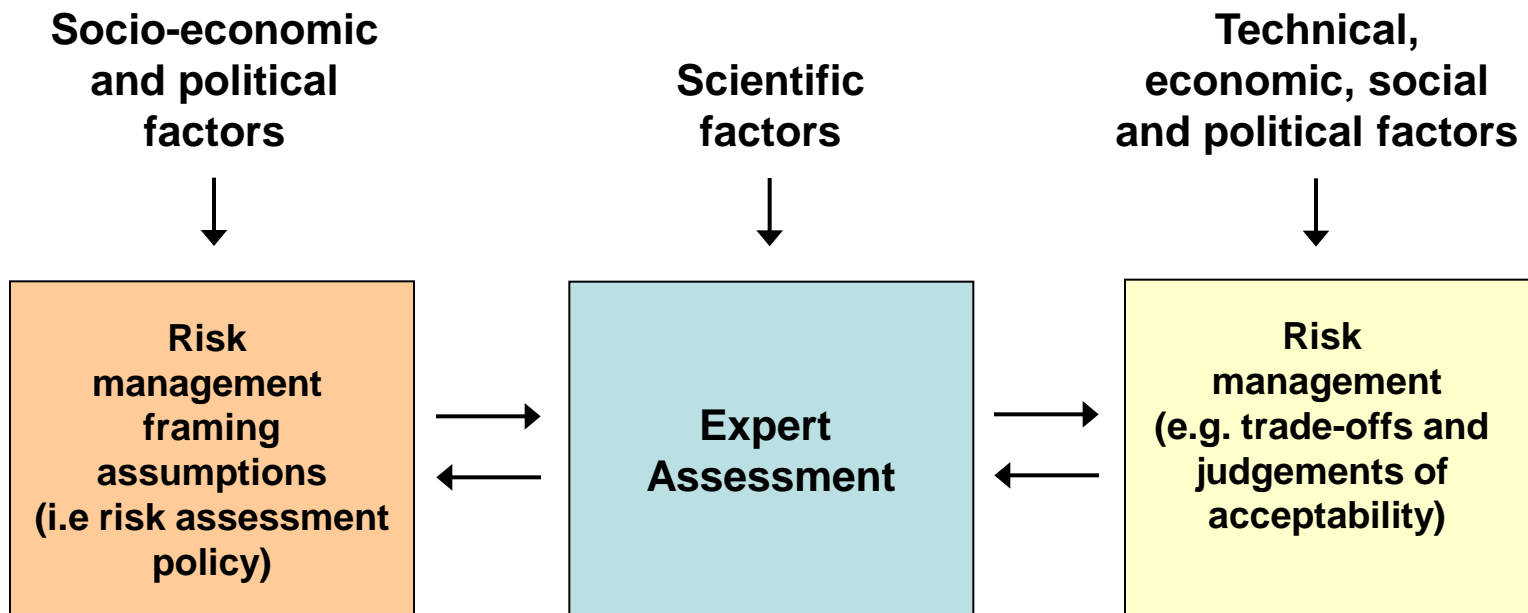 Socio-economic
and political
factors
Scientific
factors
Technical,
economic, social
and political factors
Risk
management
framing
assumptions
(i.e risk assessment
policy)
Expert
Assessment
Risk
management
(e.g. trade-offs and
judgements of
acceptability)